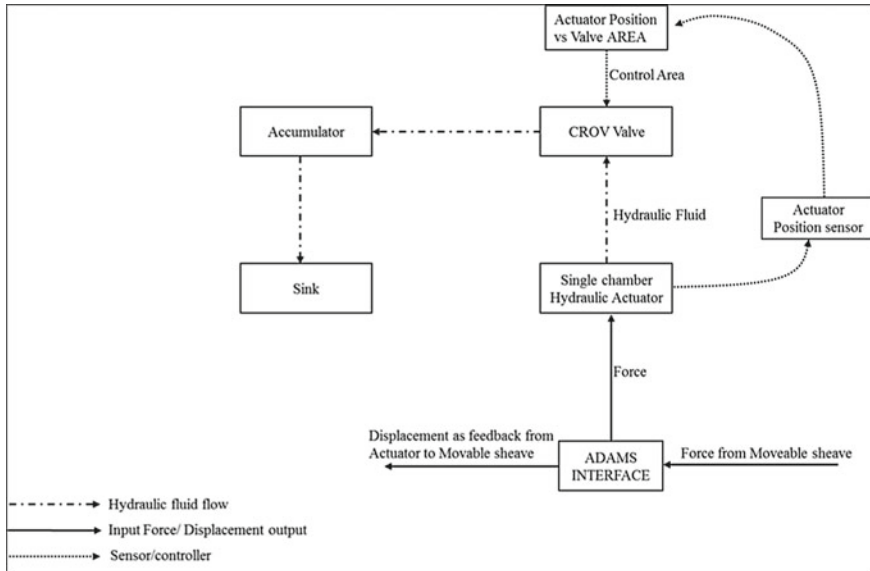 Actuator Position
vs Valve AREA
Control Area
Accumulator
CROV Valve
Hydraulic Fluid
Actuator
Position sensor
Sink
Single chamber
Hydraulic Actuator
Force
Displacement as feedback from
Actuator to Movable sheave
ADAMS
INTERFACE
Force from Moveable sheave
Hydraulic fluid flow
Input Force/ Displacement output
Sensor/controller